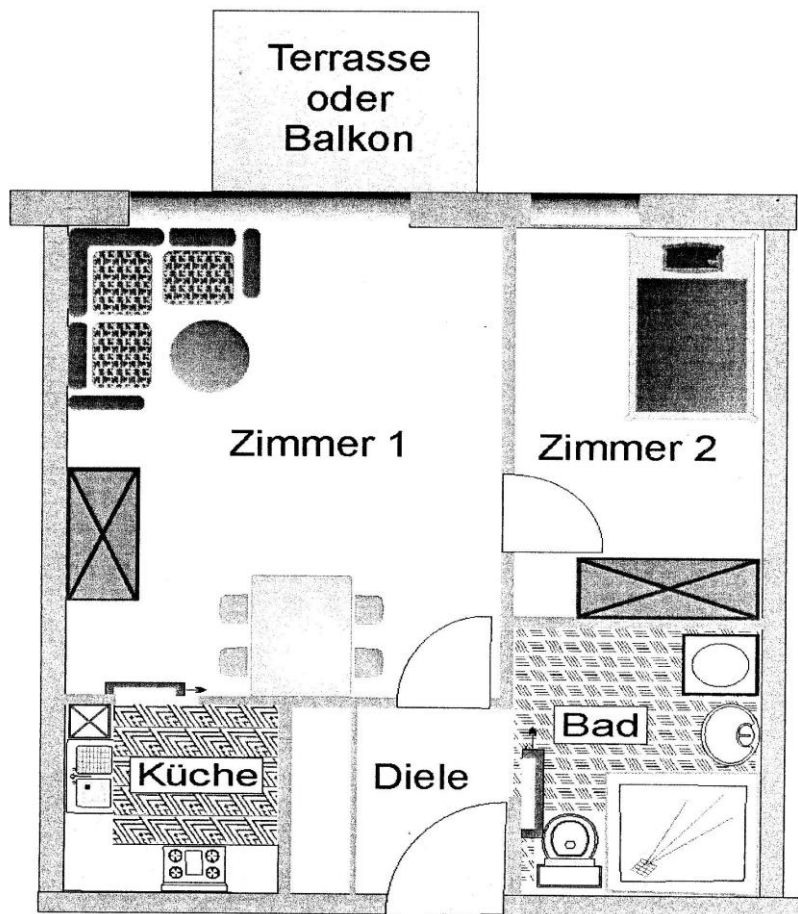 Terrasse
oder
Balkon
Zimmer 1
Zimmer 2
Bad
Küche
Diele